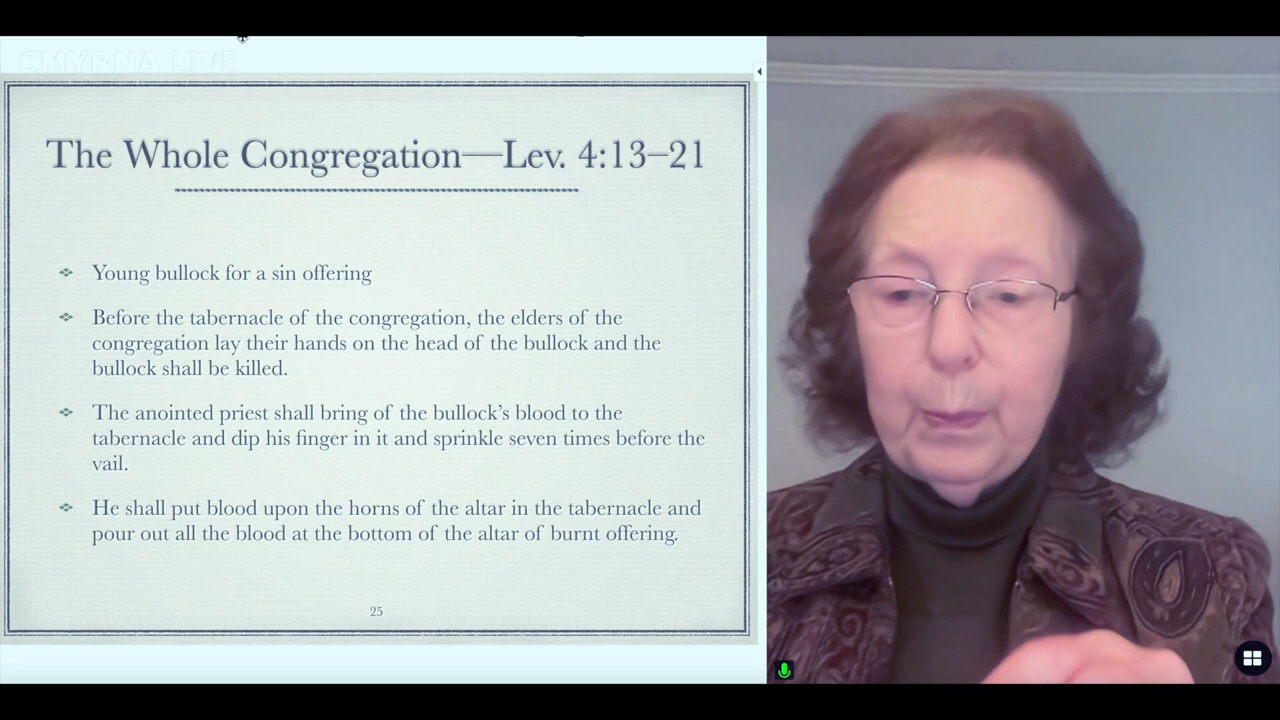 SMYRNA LIVE
The Whole Congregation—Lev. 4:13–21
❖ Young bullock for a sin offering
❖ Before the tabernacle of the congregation, the elders of the
congregation lay their hands on the head of the bullock and the
bullock shall be killed.
❖ The anointed priest shall bring of the bullock’s blood to the
tabernacle and dip his finger in it and sprinkle seven times before the
vail.
❖ He shall put blood upon the horns of the altar in the tabernacle and
pour out all the blood at the bottom of the altar of burnt offering.
25